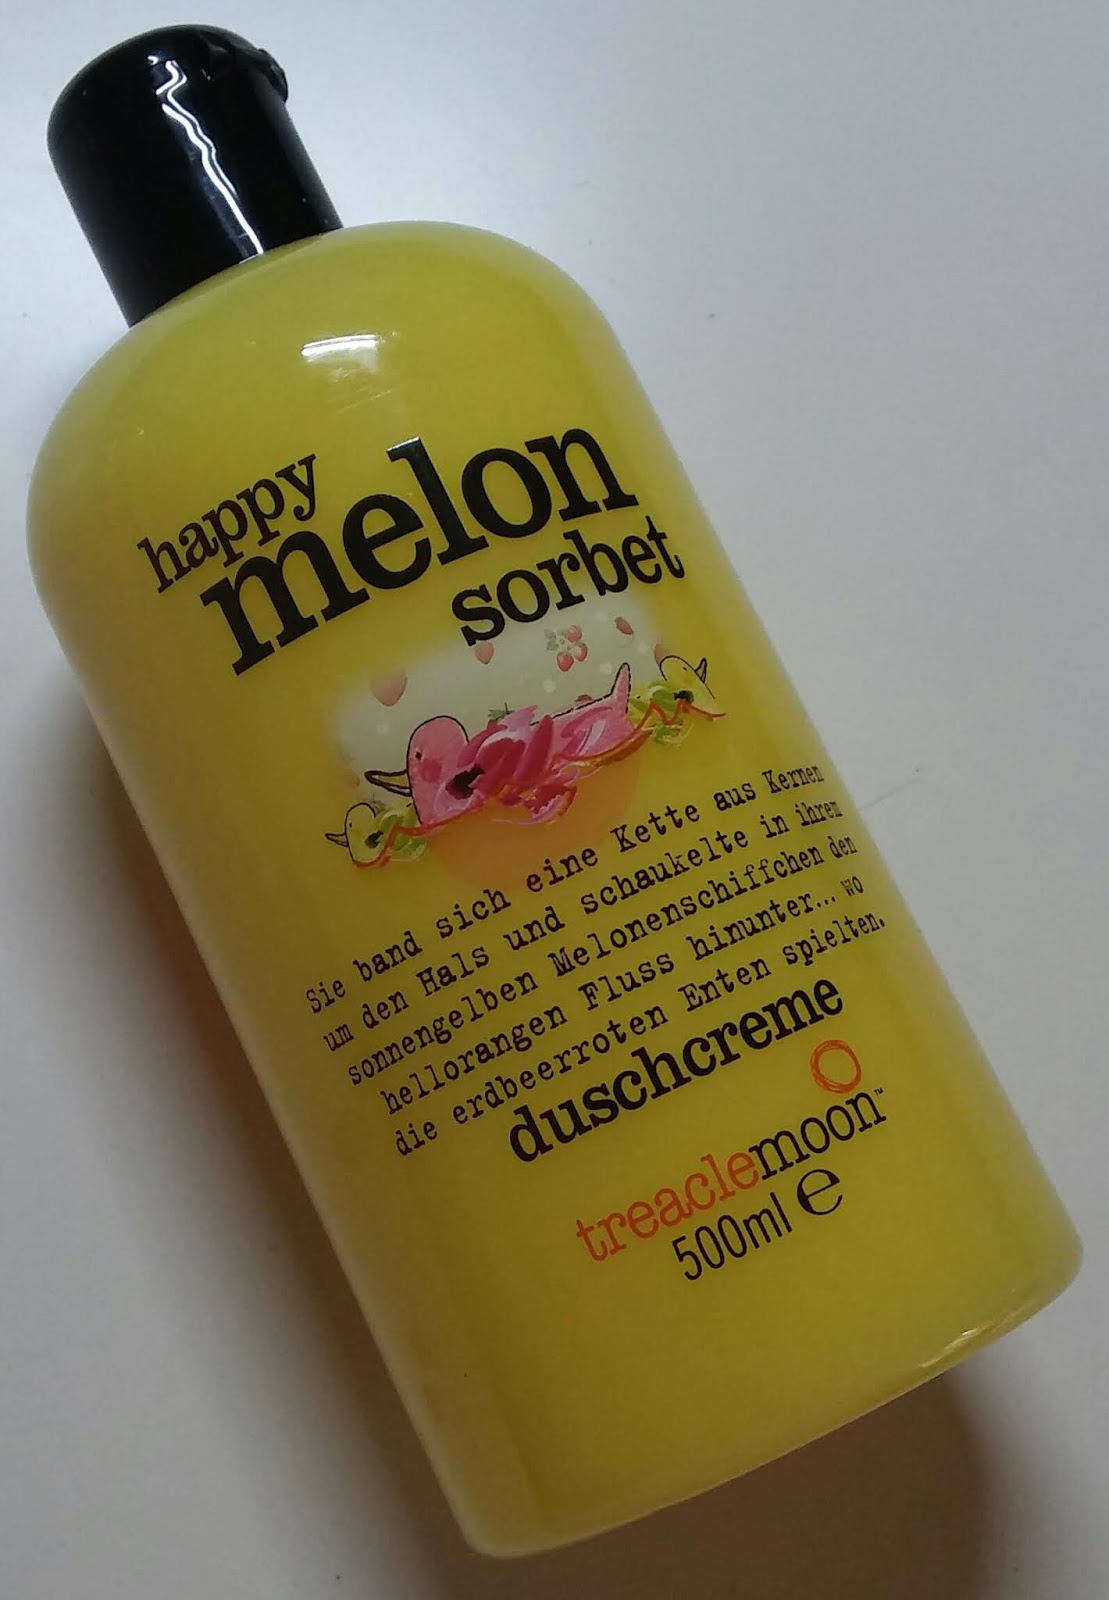 happy
melon
sorbet
Sie band sich eine Kette aus Kernen
um den Hals und schaukelte in ihrem
sonnengelben Melonenschiffchen den
hellorangen Fluss hinunter... wo
die erdbeerroten Enten spielten.
duschcreme
treaclemoon™
500ml ℮